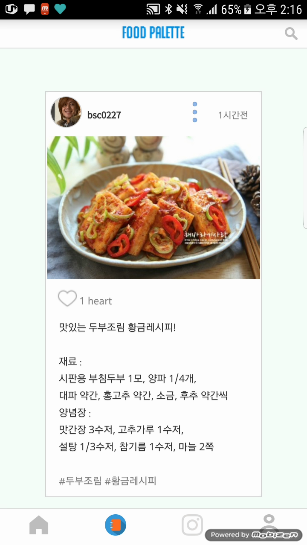 65% 오후 2:16
FOOD PALETTE
bsc0227
1시간전
1 heart
맛있는 두부조림 황금레시피!
재료 :
시판용 부침두부 1모, 양파 1/4개,
대파 약간, 홍고추 약간, 소금, 후추 약간씩
양념장 :
맛간장 3수저, 고추가루 1수저,
설탕 1/3수저, 참기름 1수저, 마늘 2쪽
#두부조림 #황금레시피
Powered by Mobizen